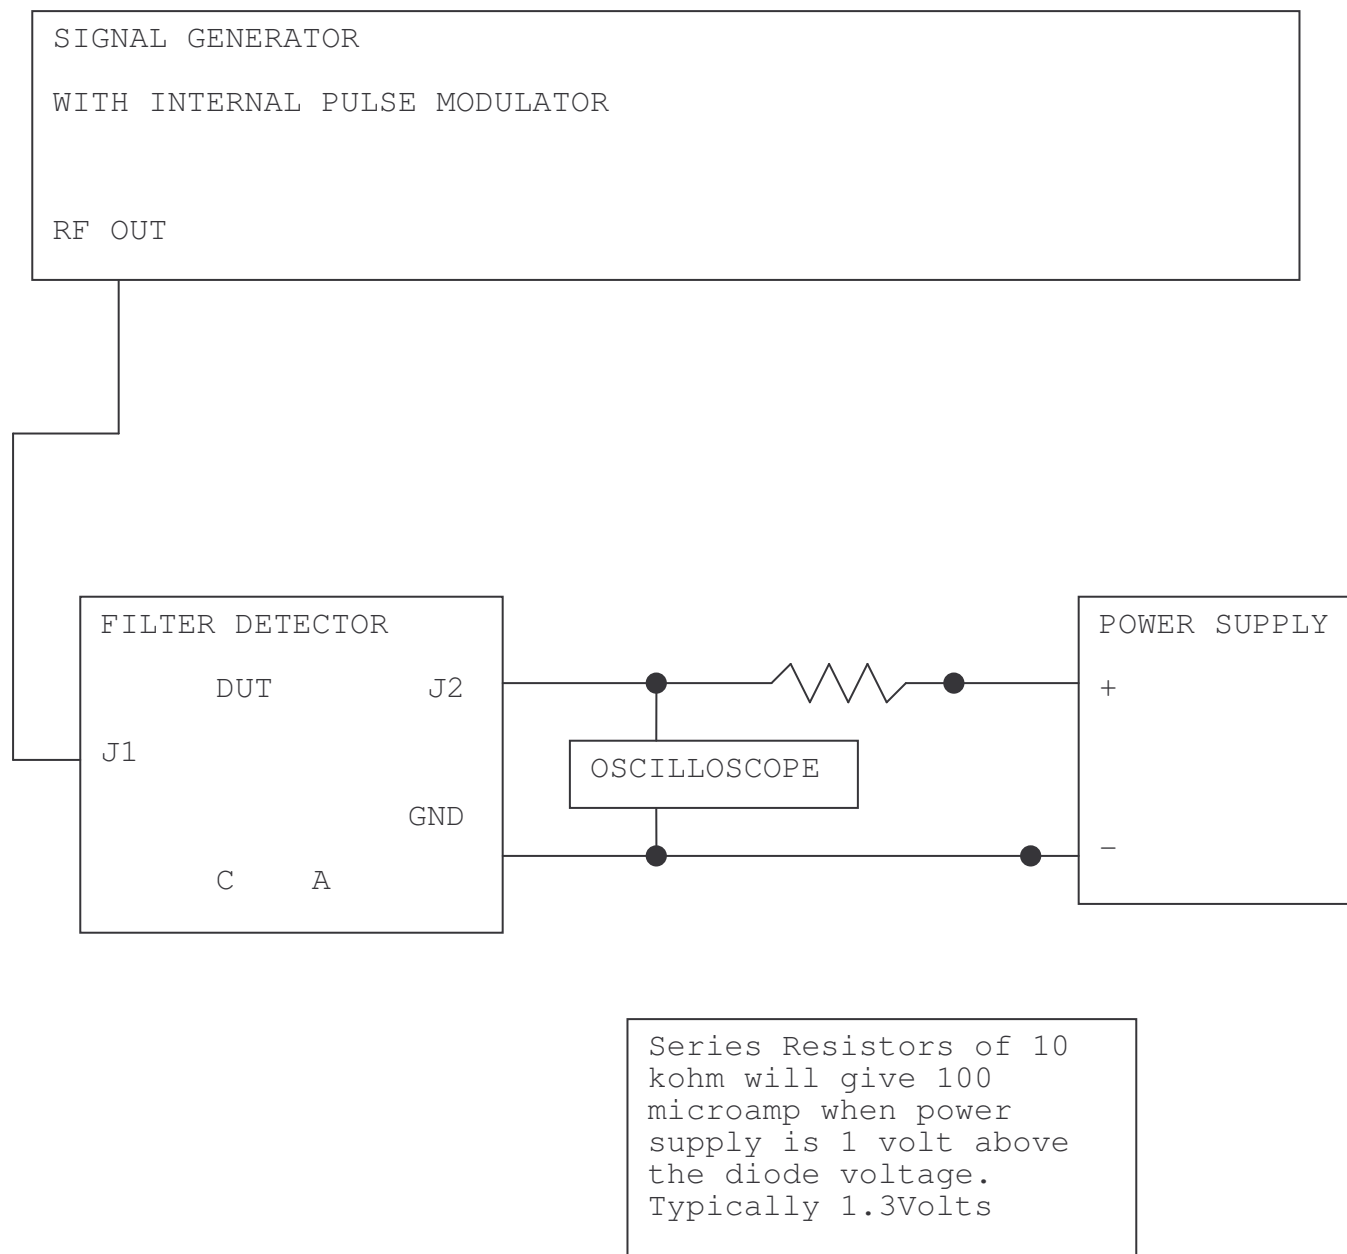 SIGNAL GENERATOR
WITH INTERNAL PULSE MODULATOR
RF OUT
FILTER DETECTOR
DUT
J2
J1
GND
C
A
OSCILLOSCOPE
POWER SUPPLY
+
-
Series Resistors of 10
kohm will give 100
microamp when power
supply is 1 volt above
the diode voltage.
Typically 1.3Volts